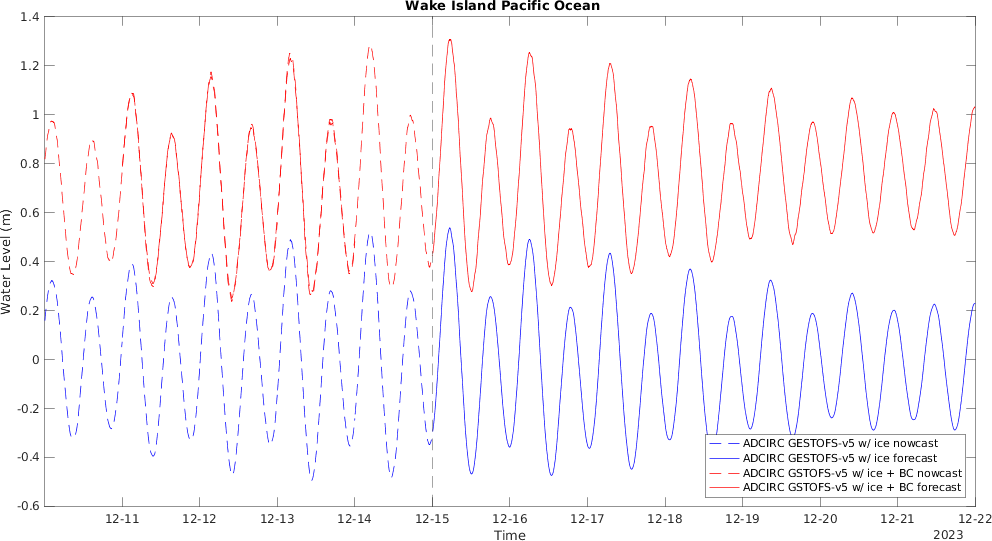 Wake Island Pacific Ocean
1.4
1.2
1
0.8
0.6
0.4
0.2
0
-0.2
-0.4
-0.6
Water Level (m)
ADCIRC GESTOFS-v5 w/ ice nowcast
ADCIRC GESTOFS-v5 w/ ice forecast
ADCIRC GSTOFS-v5 w/ ice + BC nowcast
ADCIRC GSTOFS-v5 w/ ice + BC forecast
12-11 12-12 12-13 12-14 12-15 12-16 12-17 12-18 12-19 12-20 12-21 12-22
Time
2023